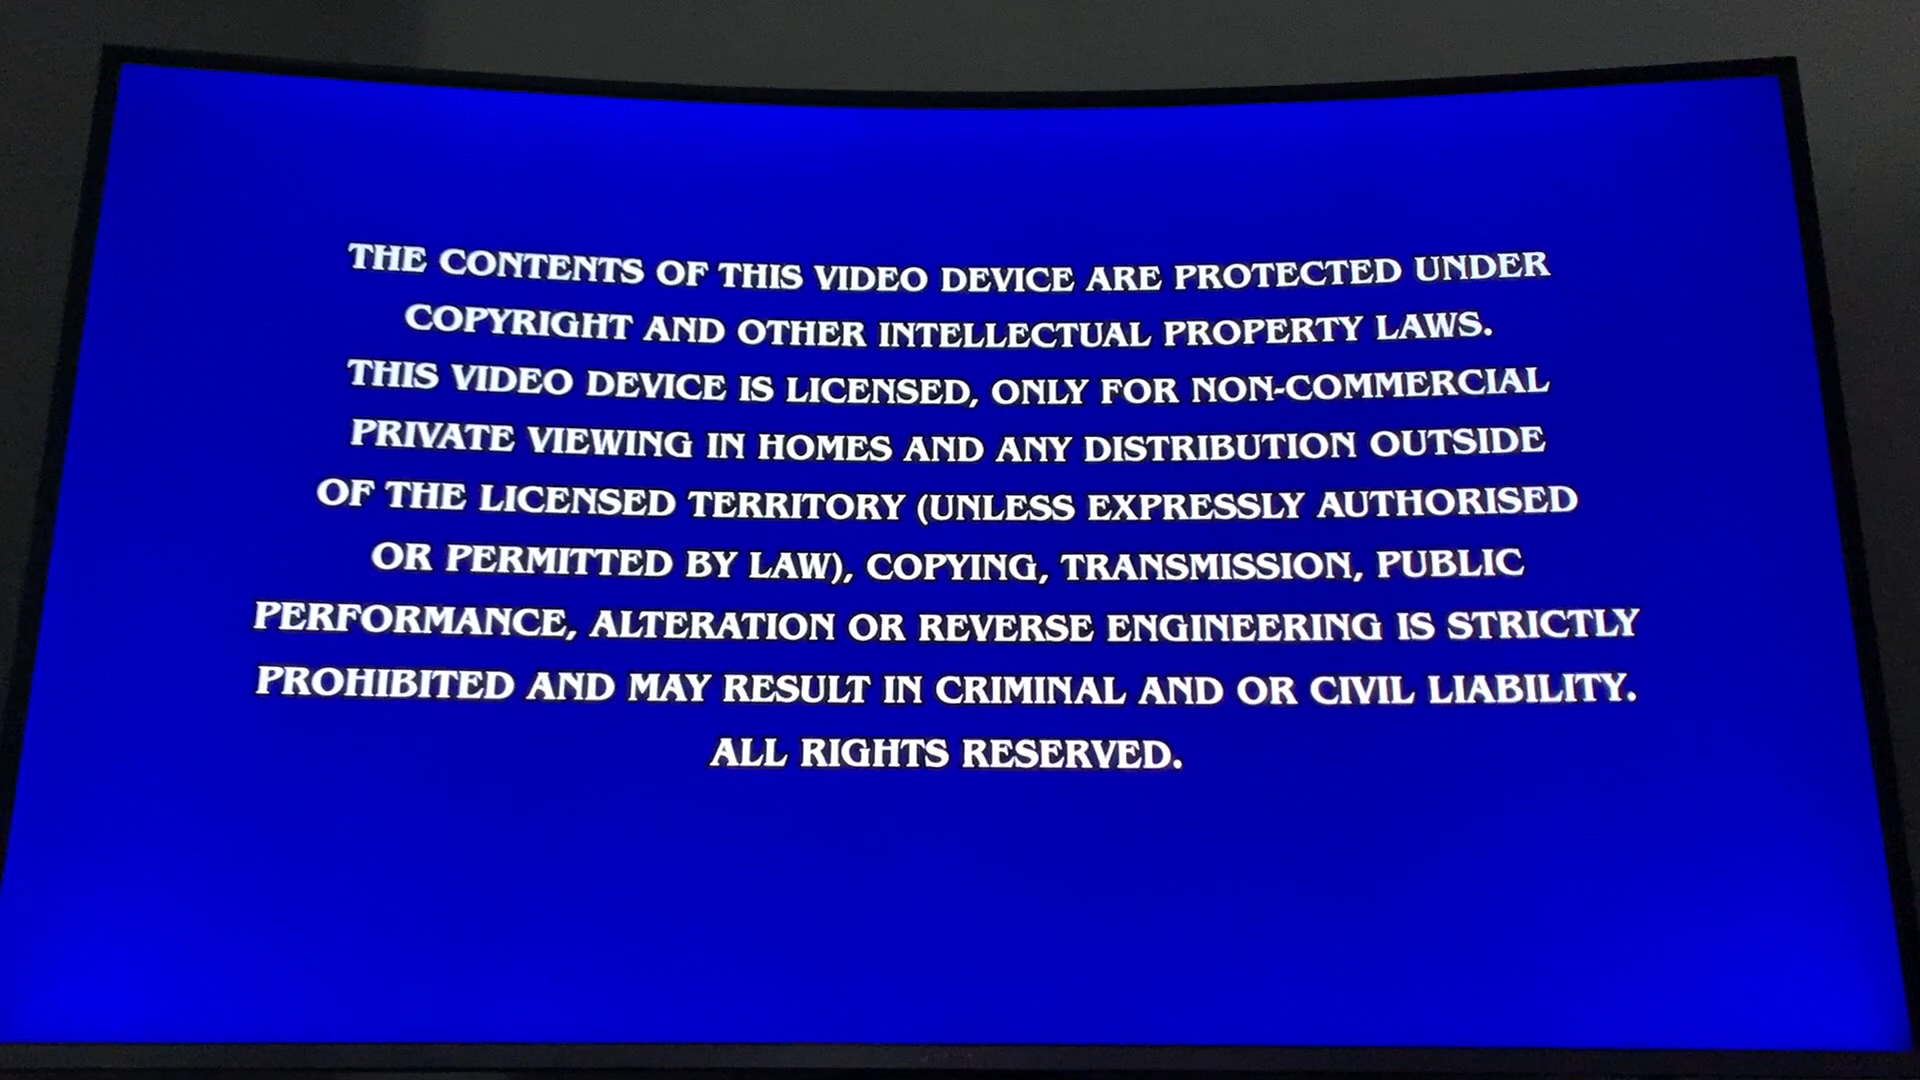 THE CONTENTS OF THIS VIDEO DEVICE ARE PROTECTED UNDER
COPYRIGHT AND OTHER INTELLECTUAL PROPERTY LAWS.
THIS VIDEO DEVICE IS LICENSED, ONLY FOR NON-COMMERCIAL
PRIVATE VIEWING IN HOMES AND ANY DISTRIBUTION OUTSIDE
OF THE LICENSED TERRITORY (UNLESS EXPRESSLY AUTHORISED
OR PERMITTED BY LAW), COPYING, TRANSMISSION, PUBLIC
PERFORMANCE, ALTERATION OR REVERSE ENGINEERING IS STRICTLY
PROHIBITED AND MAY RESULT IN CRIMINAL AND OR CIVIL LIABILITY.
ALL RIGHTS RESERVED.